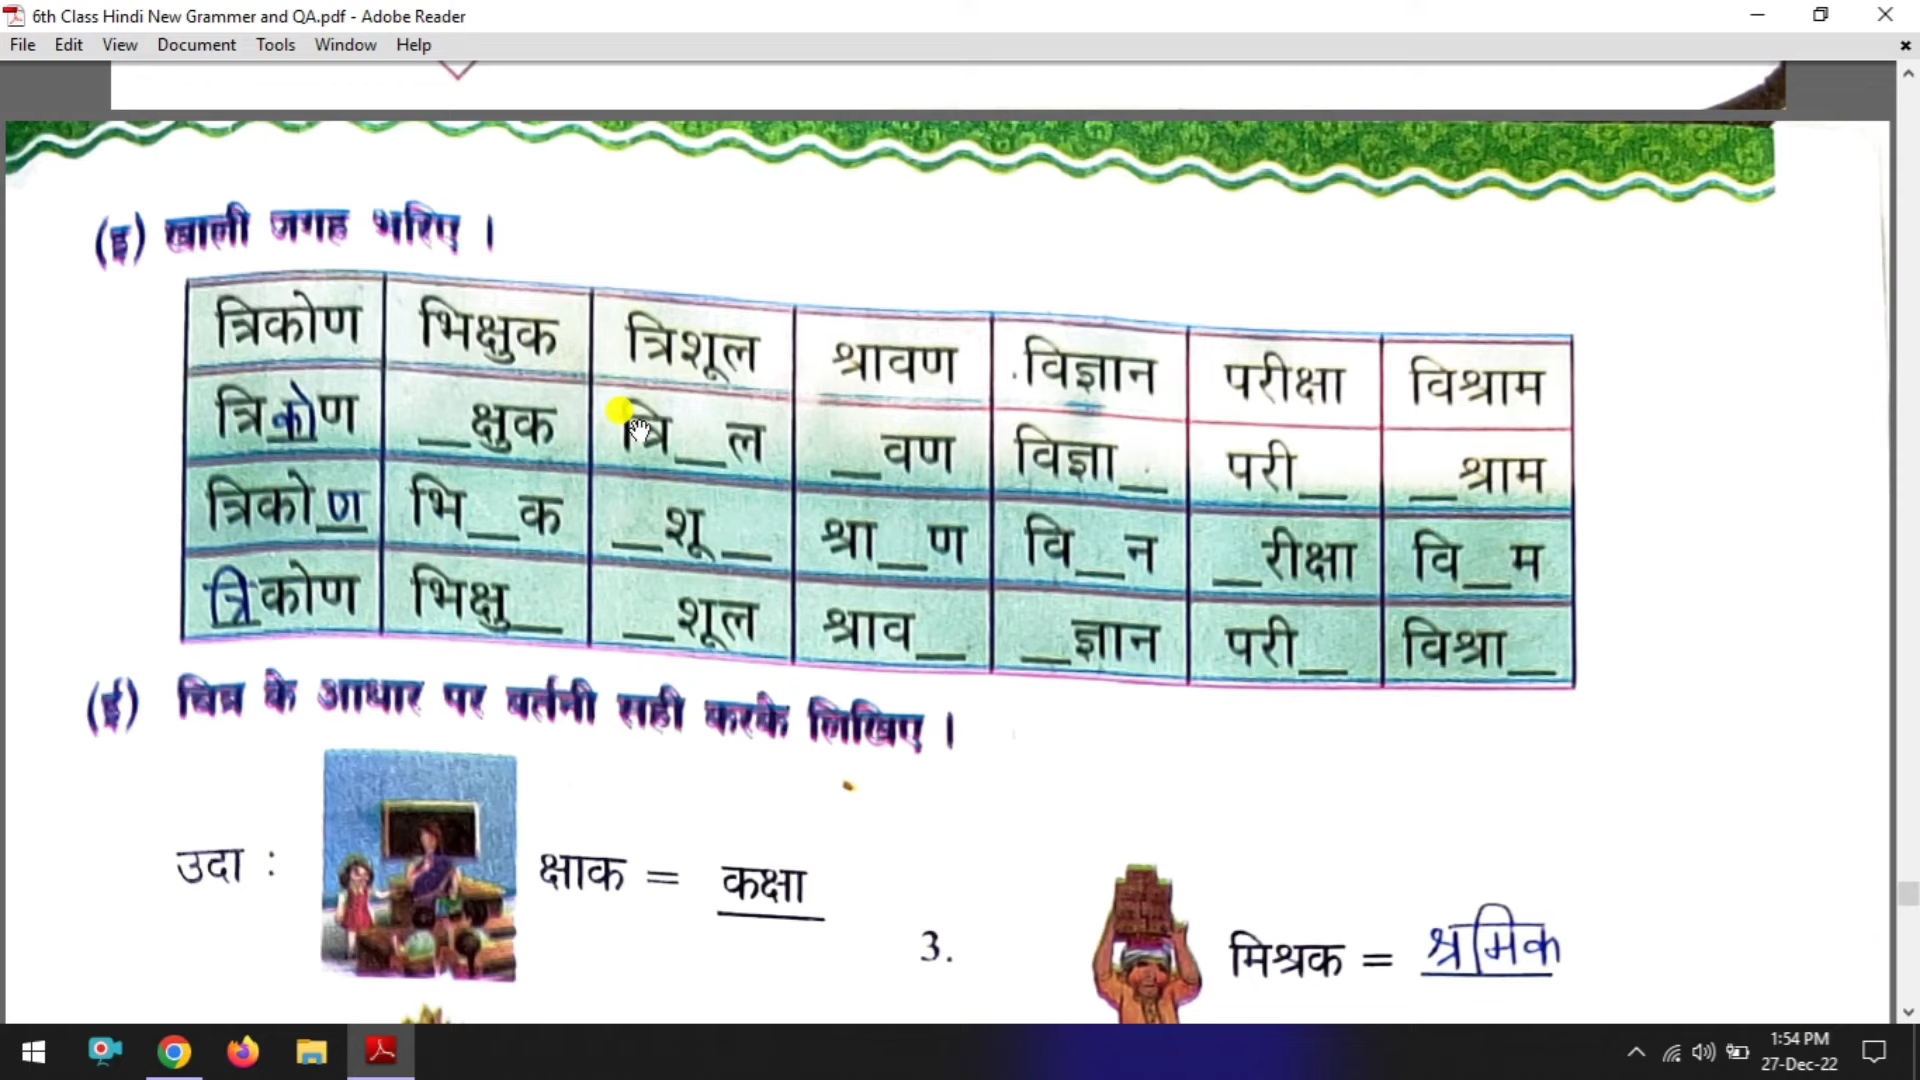 6th Class Hindi New Grammer and QA.pdf - Adobe Reader
File Edit View Document Tools Window Help
(इ) खाली जगह भरिए ।
त्रिकोण भिक्षुक त्रिशूल श्रावण विज्ञान परीक्षा विश्राम
त्रिकोण _क्षुक त्रि_ल _वण विज्ञा_ परी_ _श्राम
त्रिकोण भि_क _शू_ श्रा_ण वि_न _रीक्षा वि_म
त्रिकोण भिक्षु_ _शूल श्राव_ _ज्ञान परी_ विश्रा_
(ई) चित्र के आधार पर वर्तनी सही करके लिखिए ।
उदा : क्षाक = कक्षा
3. मिश्रक = श्रमिक
1:54 PM
27-Dec-22